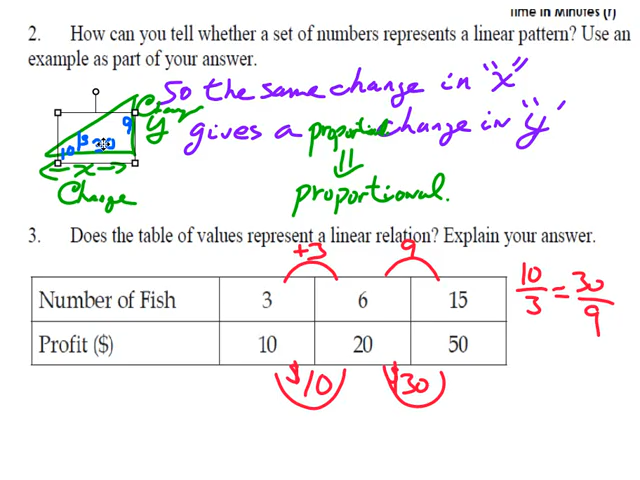 Time in Minutes (t)
2. How can you tell whether a set of numbers represents a linear pattern? Use an
example as part of your answer.
So the same change in "x"
Change
y
gives a proportional change in "y"
9
3
10
30
x
Change
proportional.
3. Does the table of values represent a linear relation? Explain your answer.
+3 9
Number of Fish 3 6 15
Profit ($) 10 20 50
$10 $30
10/3 = 30/9